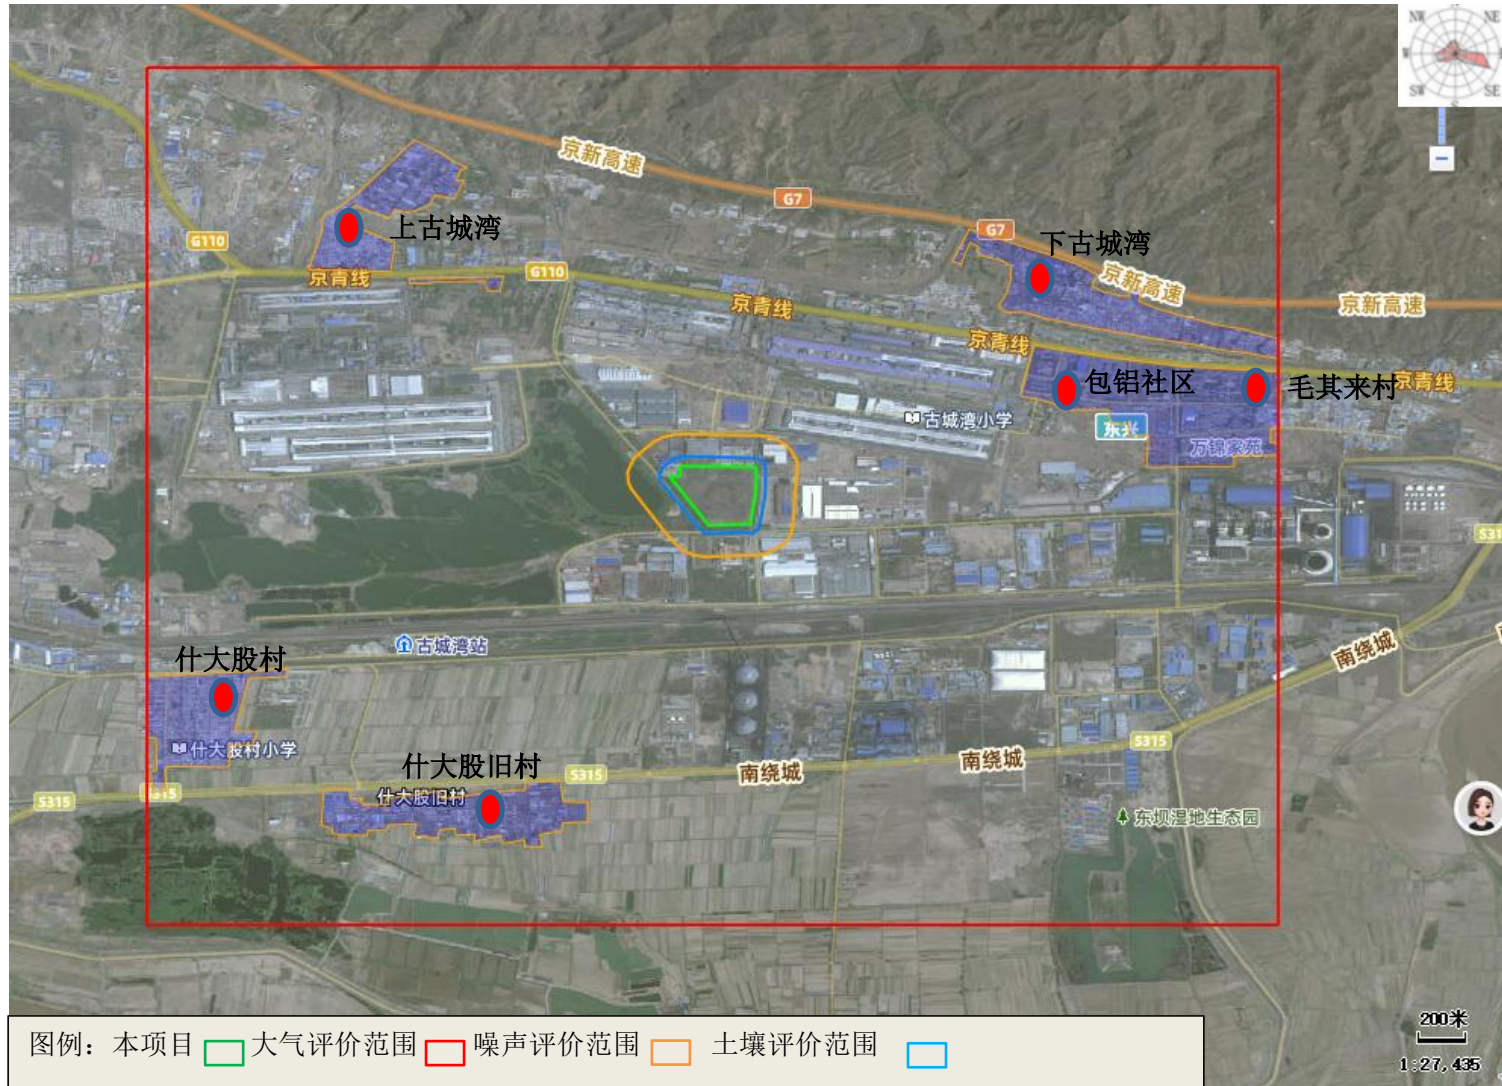 NW
NE
W
SW
SE
京新高速
G7
上古城湾
G110
G7
下古城湾
京新高速
京新高速
京青线
G110
京青线
京青线
包铝社区
毛其来村
京青线
古城湾小学
东兴
万锦家苑
S31
古城湾站
什大股村
南绕城
什大股村小学
S315
南绕城
什大股旧村
S315
南绕城
S315
S315
什大股旧村
东坝湿地生态园
200米
1:27,435
图例：本项目 大气评价范围 噪声评价范围 土壤评价范围